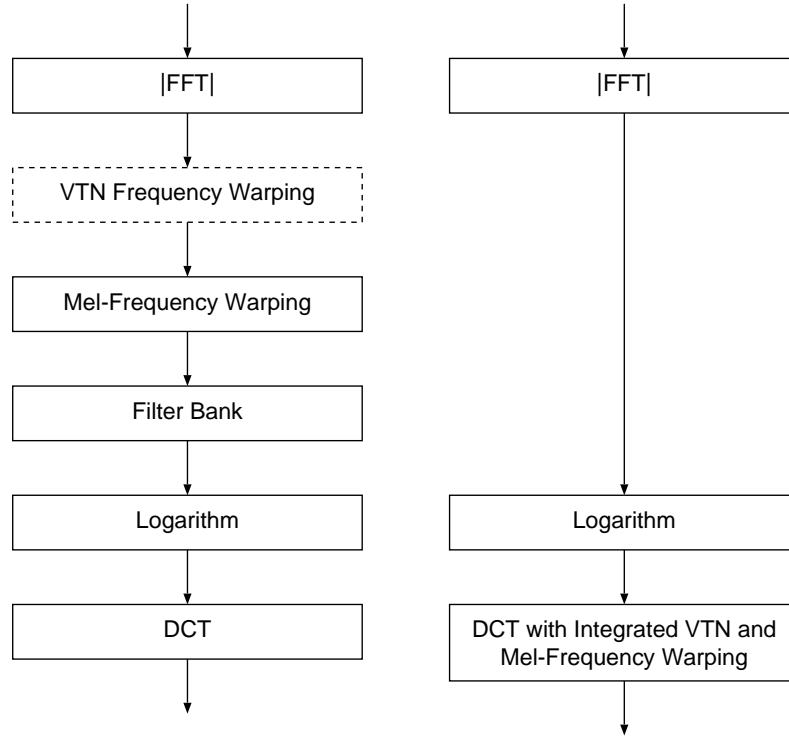 |FFT|
VTN Frequency Warping
Mel-Frequency Warping
Filter Bank
Logarithm
DCT
|FFT|
Logarithm
DCT with Integrated VTN and
Mel-Frequency Warping